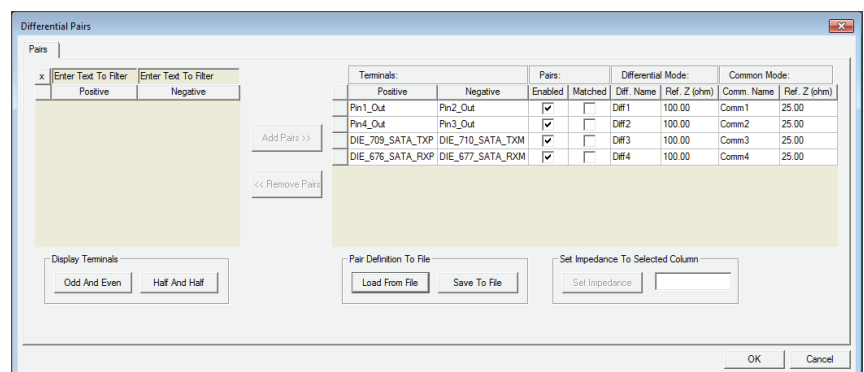 Differential Pairs
Pairs
x Enter Text To Filter Enter Text To Filter
Positive Negative
Terminals: Pairs: Differential Mode: Common Mode:
Positive Negative Enabled Matched Diff. Name Ref. Z (ohm) Comm. Name Ref. Z (ohm)
Pin1_Out Pin2_Out Diff1 100.00 Comm1 25.00
Pin4_Out Pin3_Out Diff2 100.00 Comm2 25.00
DIE_709_SATA_TXP DIE_710_SATA_TXM Diff3 100.00 Comm3 25.00
DIE_676_SATA_RXP DIE_677_SATA_RXM Diff4 100.00 Comm4 25.00
Add Pairs >>
<< Remove Pairs
Display Terminals
Odd And Even Half And Half
Pair Definition To File
Load From File Save To File
Set Impedance To Selected Column
Set Impedance
OK Cancel